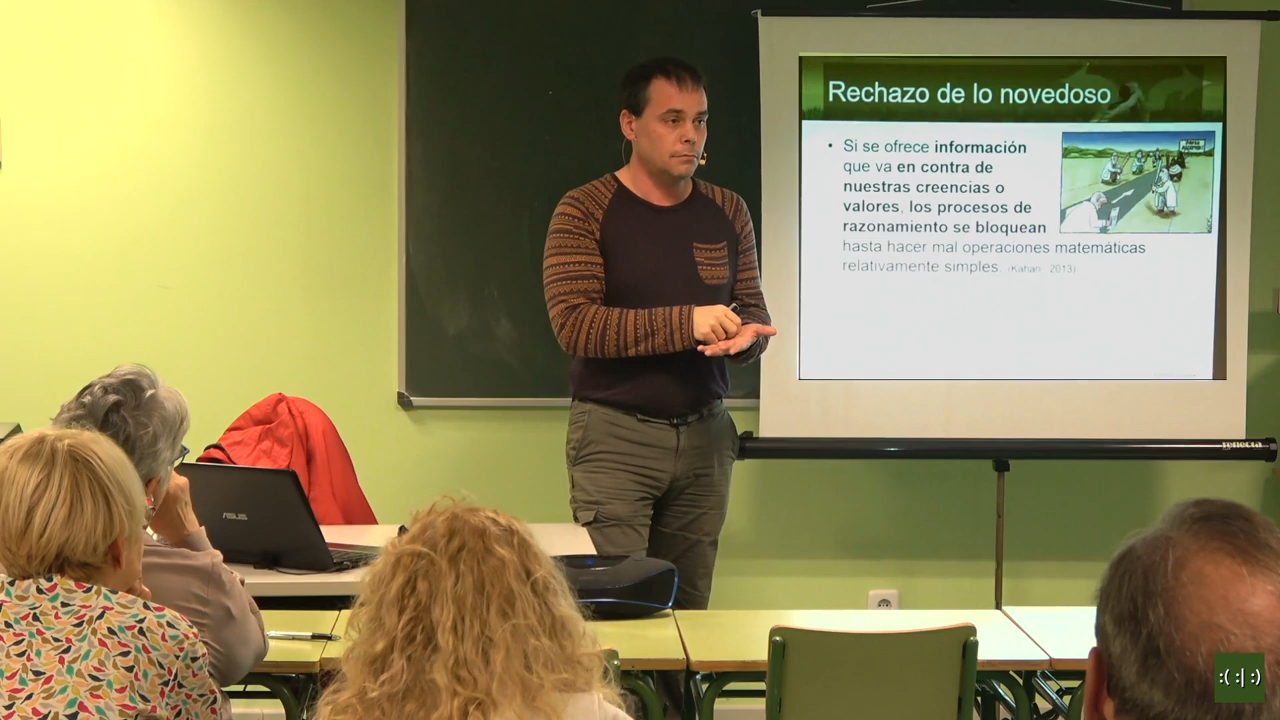 Rechazo de lo novedoso
• Si se ofrece información
que va en contra de
nuestras creencias o
valores, los procesos de
razonamiento se bloquean
hasta hacer mal operaciones matemáticas
relativamente simples. (Kahan, 2013)
ASUS
:( :| :)